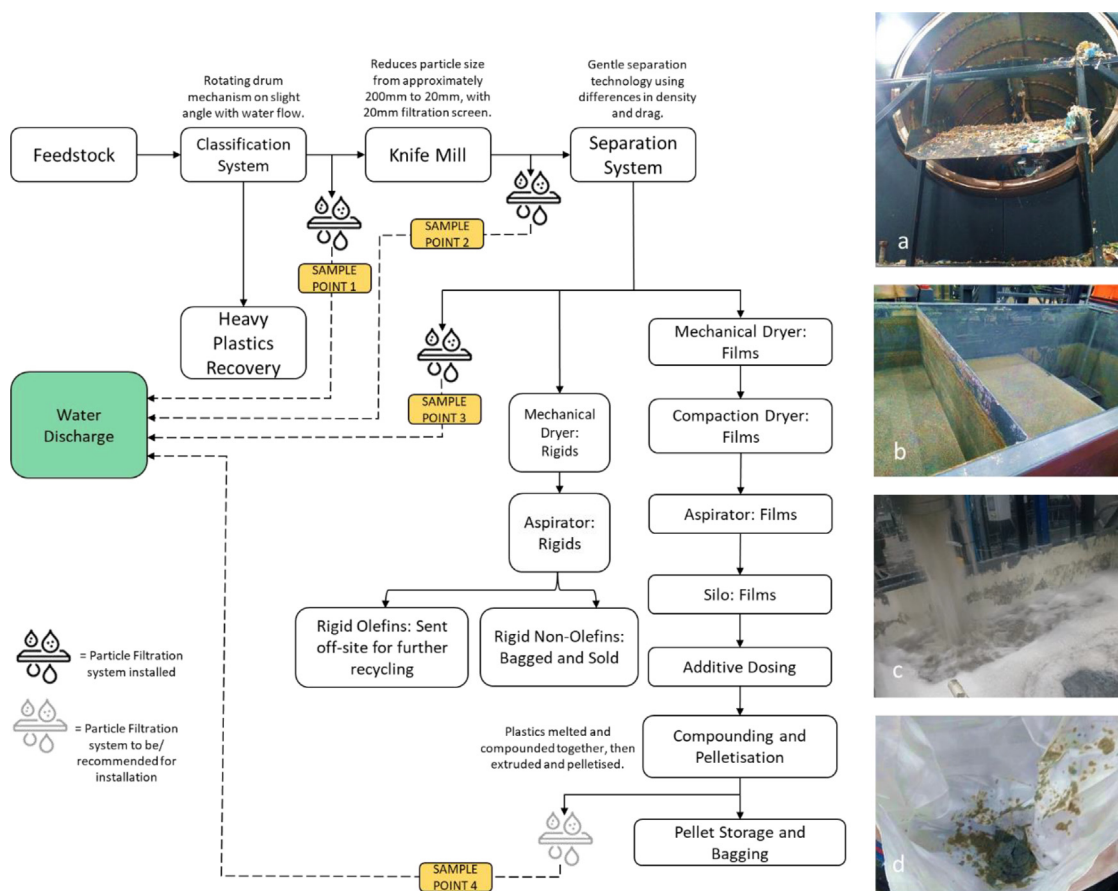 Rotating drum
mechanism on slight
angle with water flow.
Reduces particle size
from approximately
200mm to 20mm, with
20mm filtration screen.
Gentle separation
technology using
differences in density
and drag.
Feedstock
Classification
System
Knife Mill
Separation
System
SAMPLE
POINT 1
SAMPLE
POINT 2
Heavy
Plastics
Recovery
Water
Discharge
SAMPLE
POINT 3
Mechanical
Dryer:
Rigids
Mechanical Dryer:
Films
Compaction Dryer:
Films
Aspirator:
Rigids
Aspirator: Films
Silo: Films
Rigid Olefins: Sent
off-site for further
recycling
Rigid Non-Olefins:
Bagged and Sold
Additive Dosing
Plastics melted and
compounded together, then
extruded and pelletised.
Compounding and
Pelletisation
Pellet Storage and
Bagging
SAMPLE
POINT 4
= Particle Filtration
system installed
= Particle Filtration
system to be/
recommended for
installation
a
b
c
d